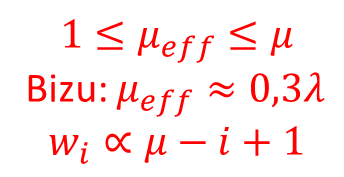 1 ≤ μ_eff ≤ μ
Bizu: μ_eff ≈ 0,3λ
w_i ∝ μ − i + 1